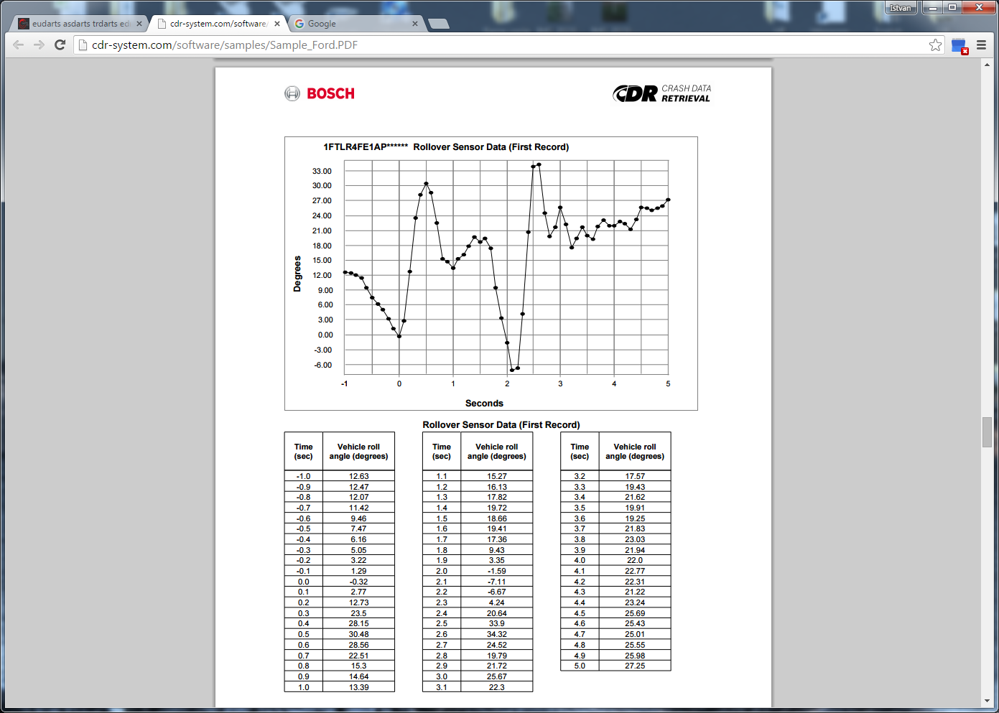 Istvan
eudarts asdarts trdarts ed
cdr-system.com/software/
Google
cdr-system.com/software/samples/Sample_Ford.PDF
BOSCH
CDR CRASH DATA RETRIEVAL
1FTLR4FE1AP****** Rollover Sensor Data (First Record)
33.00
30.00
27.00
24.00
21.00
18.00
15.00
12.00
9.00
6.00
3.00
0.00
-3.00
-6.00
Degrees
-1 0 1 2 3 4 5
Seconds
Rollover Sensor Data (First Record)
Time (sec) Vehicle roll angle (degrees) Time (sec) Vehicle roll angle (degrees) Time (sec) Vehicle roll angle (degrees)
-1.0 12.63 1.1 15.27 3.2 17.57
-0.9 12.47 1.2 16.13 3.3 19.43
-0.8 12.07 1.3 17.82 3.4 21.62
-0.7 11.42 1.4 19.72 3.5 19.91
-0.6 9.46 1.5 18.66 3.6 19.25
-0.5 7.47 1.6 19.41 3.7 21.83
-0.4 6.16 1.7 17.36 3.8 23.03
-0.3 5.05 1.8 9.43 3.9 21.94
-0.2 3.22 1.9 3.35 4.0 22.0
-0.1 1.29 2.0 -1.59 4.1 22.77
0.0 -0.32 2.1 -7.11 4.2 22.31
0.1 2.77 2.2 -6.67 4.3 21.22
0.2 12.73 2.3 4.24 4.4 23.24
0.3 23.5 2.4 20.64 4.5 25.69
0.4 28.15 2.5 33.9 4.6 25.43
0.5 30.48 2.6 34.32 4.7 25.01
0.6 28.56 2.7 24.52 4.8 25.55
0.7 22.51 2.8 19.79 4.9 25.98
0.8 15.3 2.9 21.72 5.0 27.25
0.9 14.64 3.0 25.67
1.0 13.39 3.1 22.3